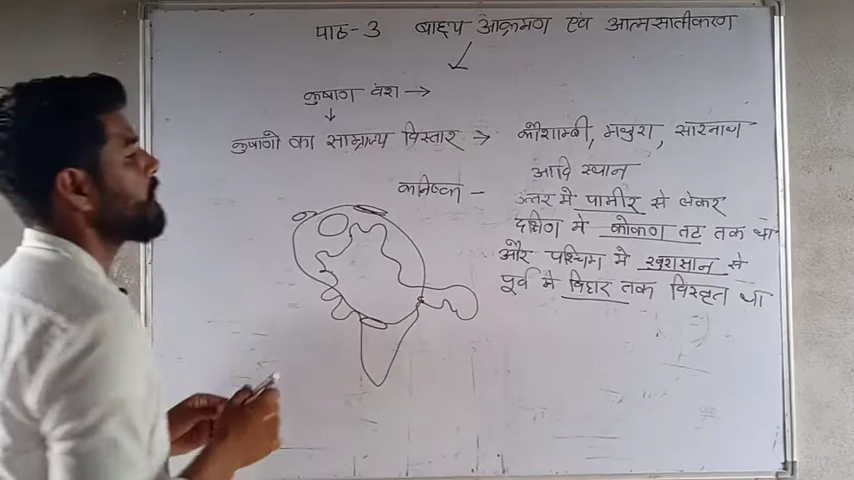 पाठ-3 बाह्य आक्रमण एवं आत्मसातीकरण
कुषाण वंश →
कुषाणो का साम्राज्य विस्तार → कौशाम्बी, मथुरा, सारनाथ
आदि स्थान
कनिष्क - उत्तर में पामीर से लेकर
दक्षिण में कोंकण तट तक था
और पश्चिम में खुरासान से
पूर्व में बिहार तक विस्तृत था